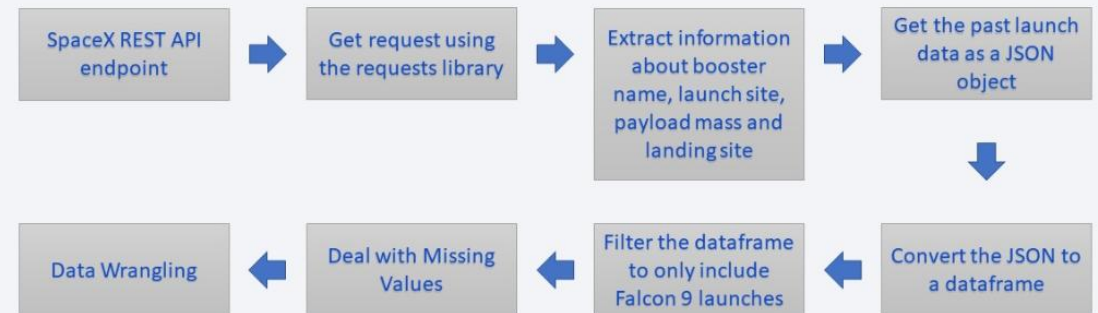 SpaceX REST API
endpoint
Get request using
the requests library
Extract information
about booster
name, launch site,
payload mass and
landing site
Get the past launch
data as a JSON
object
Convert the JSON to
a dataframe
Filter the dataframe
to only include
Falcon 9 launches
Deal with Missing
Values
Data Wrangling